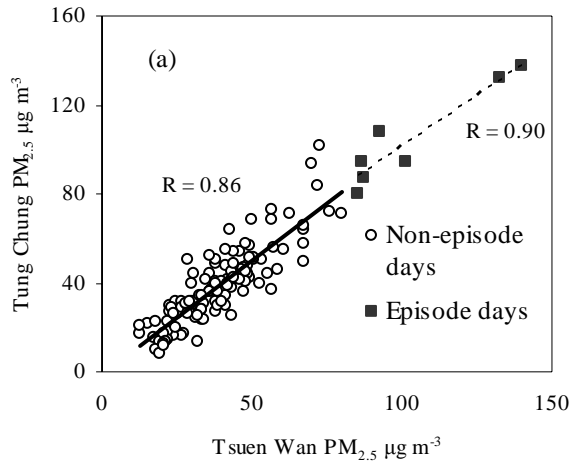 160
(a)
120
R = 0.90
R = 0.86
80
Non-episode
days
40
Episode days
0
0 50 100 150
Tsuen Wan PM2.5 µg m-3
Tung Chung PM2.5 µg m-3